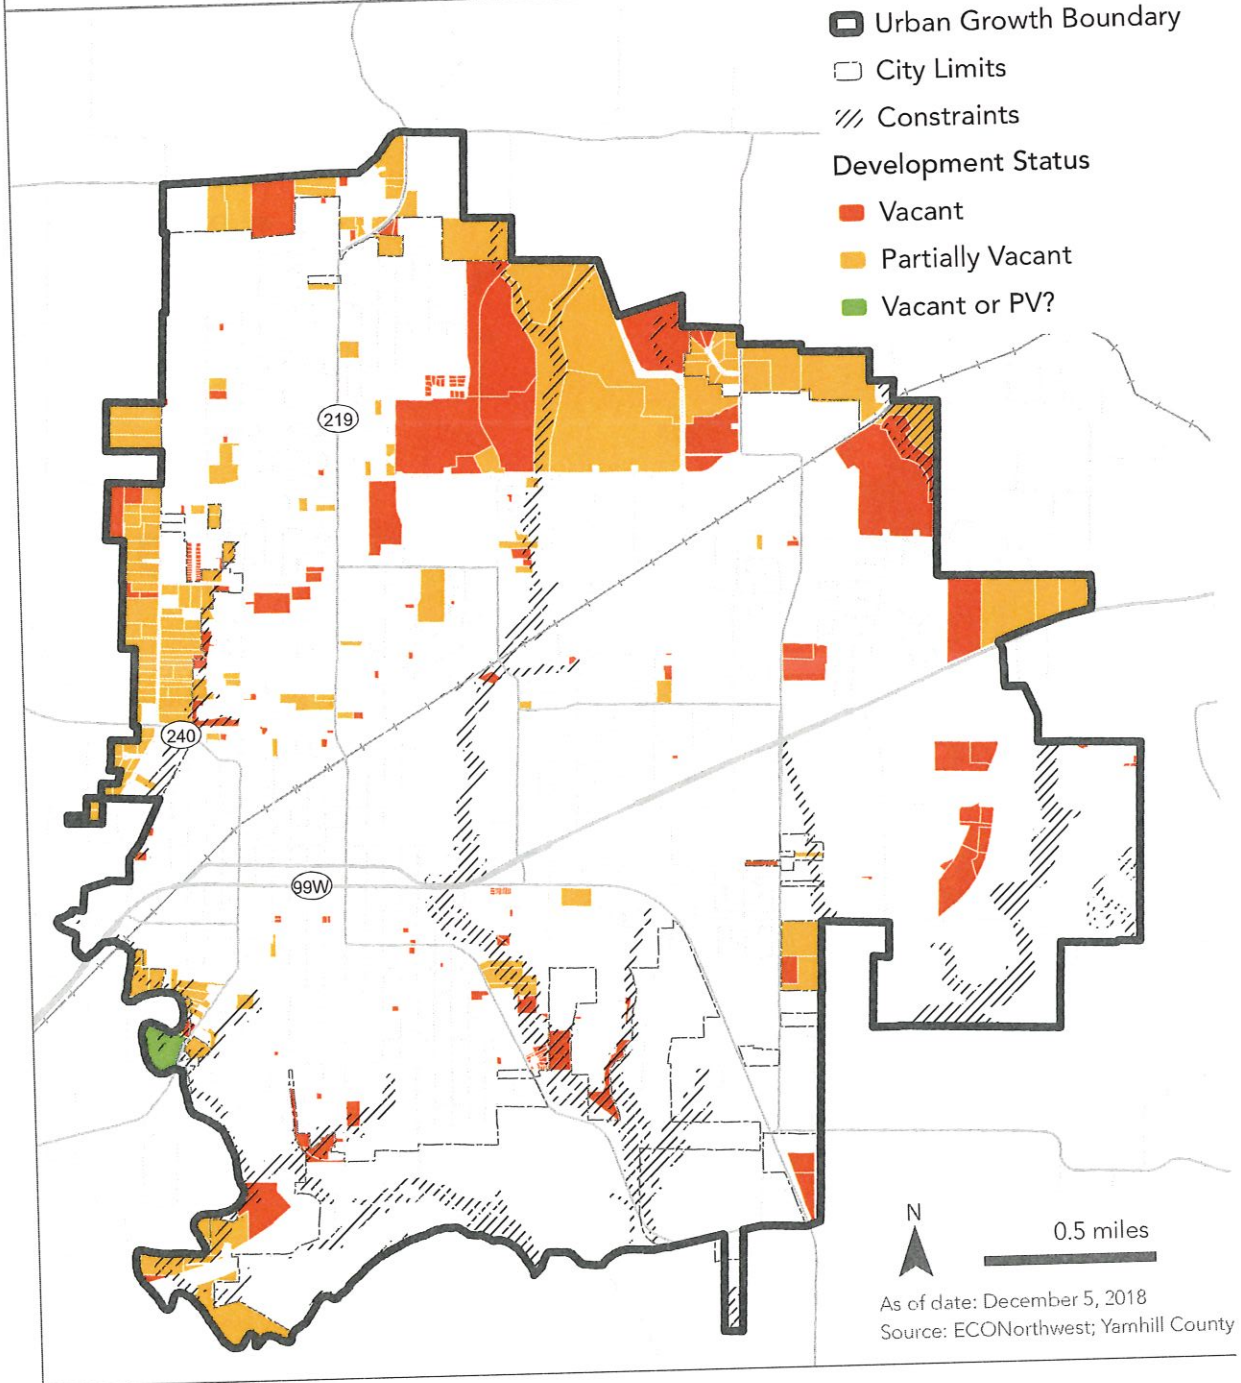 Urban Growth Boundary
City Limits
Constraints
Development Status
Vacant
Partially Vacant
Vacant or PV?
219
240
99W
N
0.5 miles
As of date: December 5, 2018
Source: ECONorthwest; Yamhill County